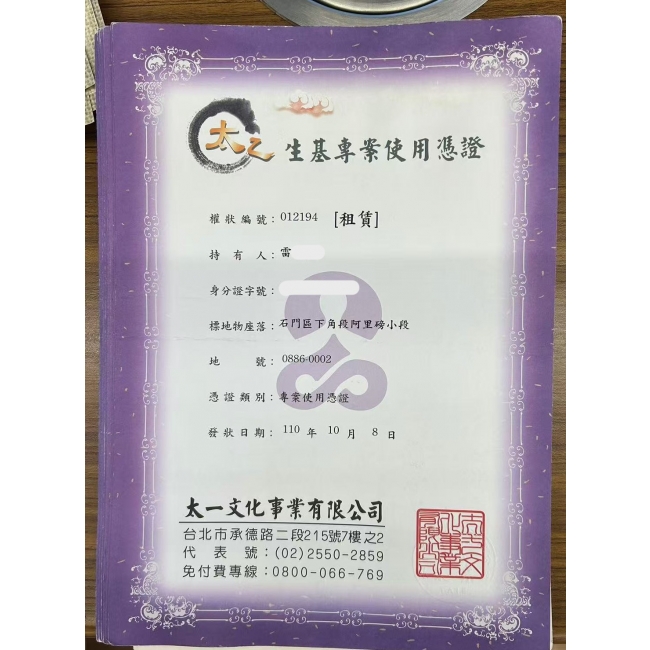 太乙 生基專案使用憑證
權狀編號：012194 [租賃]
持有人：雷
身分證字號：
標地物座落：石門區下角段阿里磅小段
地號：0886-0002
憑證類別：專案使用憑證
發狀日期：110 年 10 月 8 日
太一文化事業有限公司
台北市承德路二段215號7樓之2
代表號：(02)2550-2859
免付費專線：0800-066-769